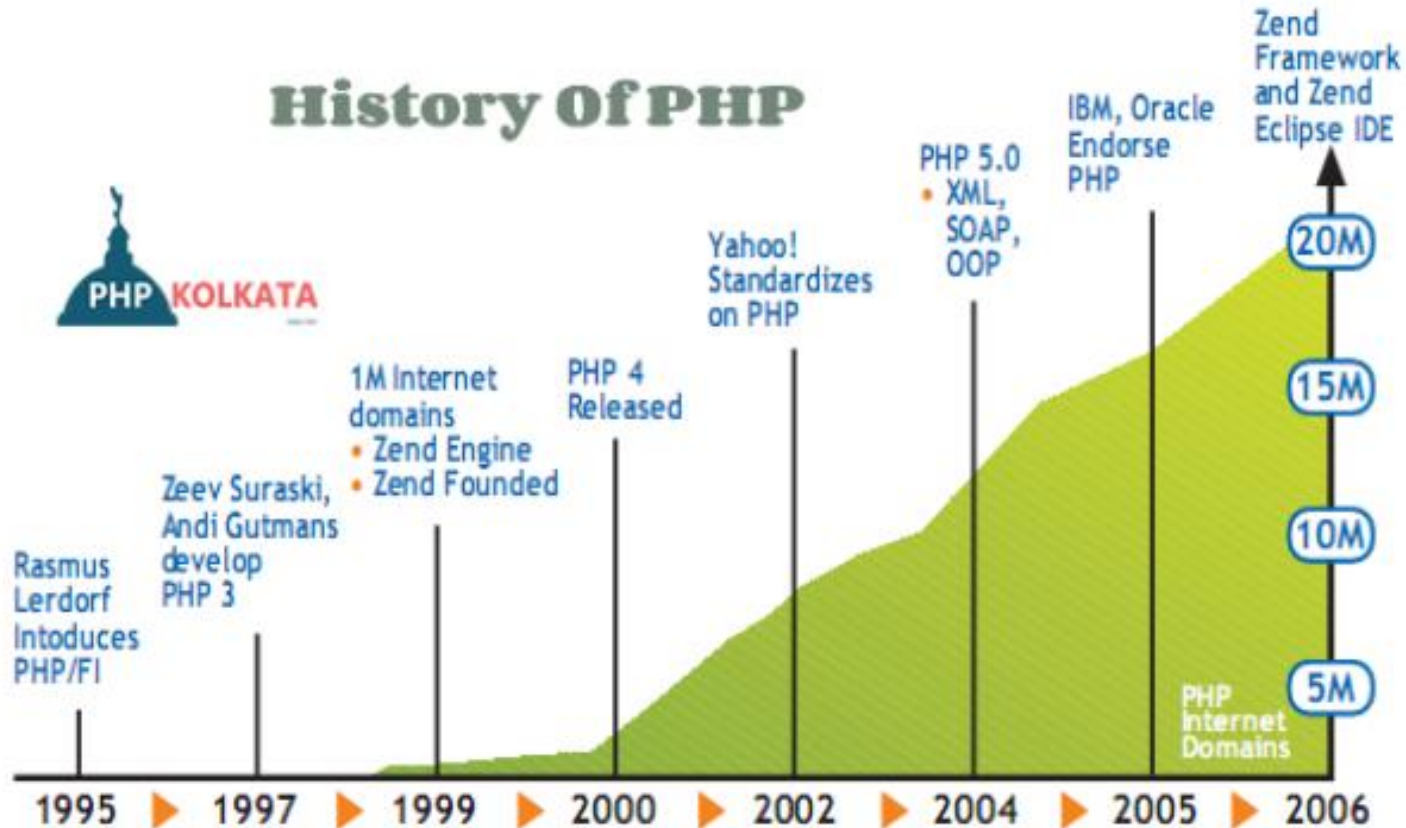 History Of PHP
PHP KOLKATA
Rasmus
Lerdorf
Intoduces
PHP/FI
Zeev Suraski,
Andi Gutmans
develop
PHP 3
1M Internet
domains
• Zend Engine
• Zend Founded
PHP 4
Released
Yahoo!
Standardizes
on PHP
PHP 5.0
• XML,
SOAP,
OOP
IBM, Oracle
Endorse
PHP
Zend
Framework
and Zend
Eclipse IDE
20M
15M
10M
5M
PHP
Internet
Domains
1995 1997 1999 2000 2002 2004 2005 2006